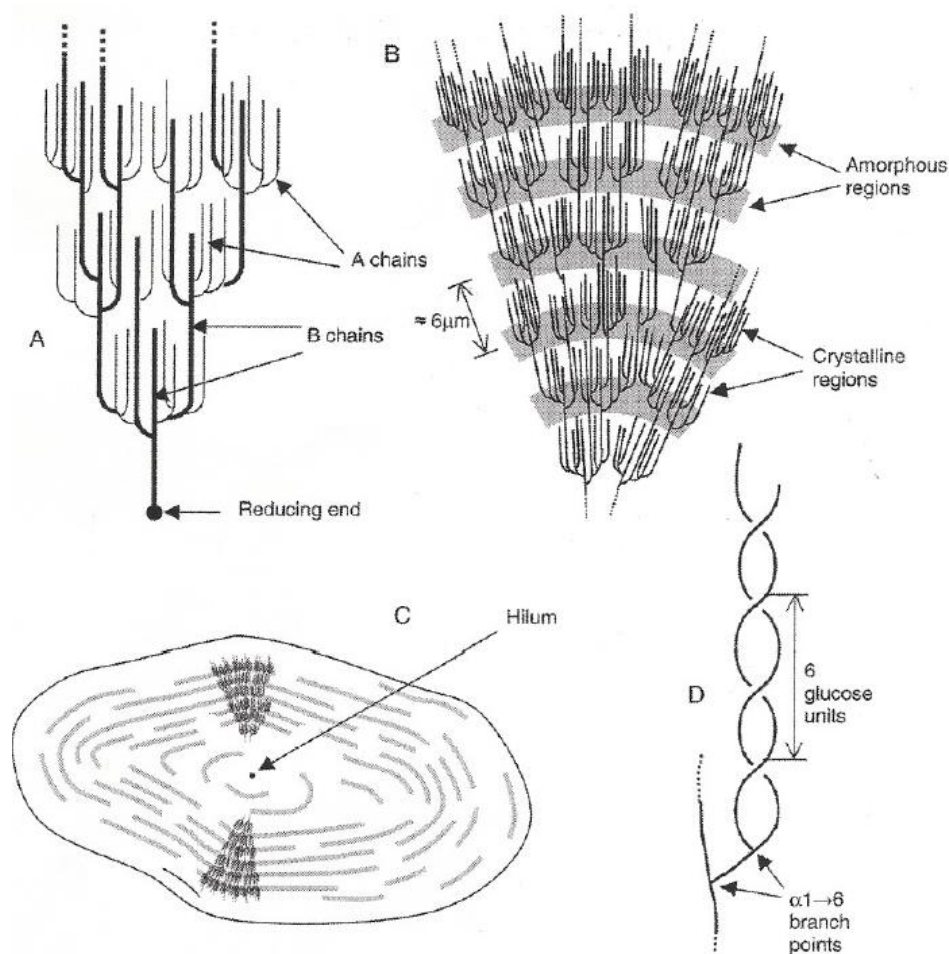 A
A chains
B chains
Reducing end
B
Amorphous
regions
≈ 6μm
Crystalline
regions
C
Hilum
D
6
glucose
units
α1→6
branch
points